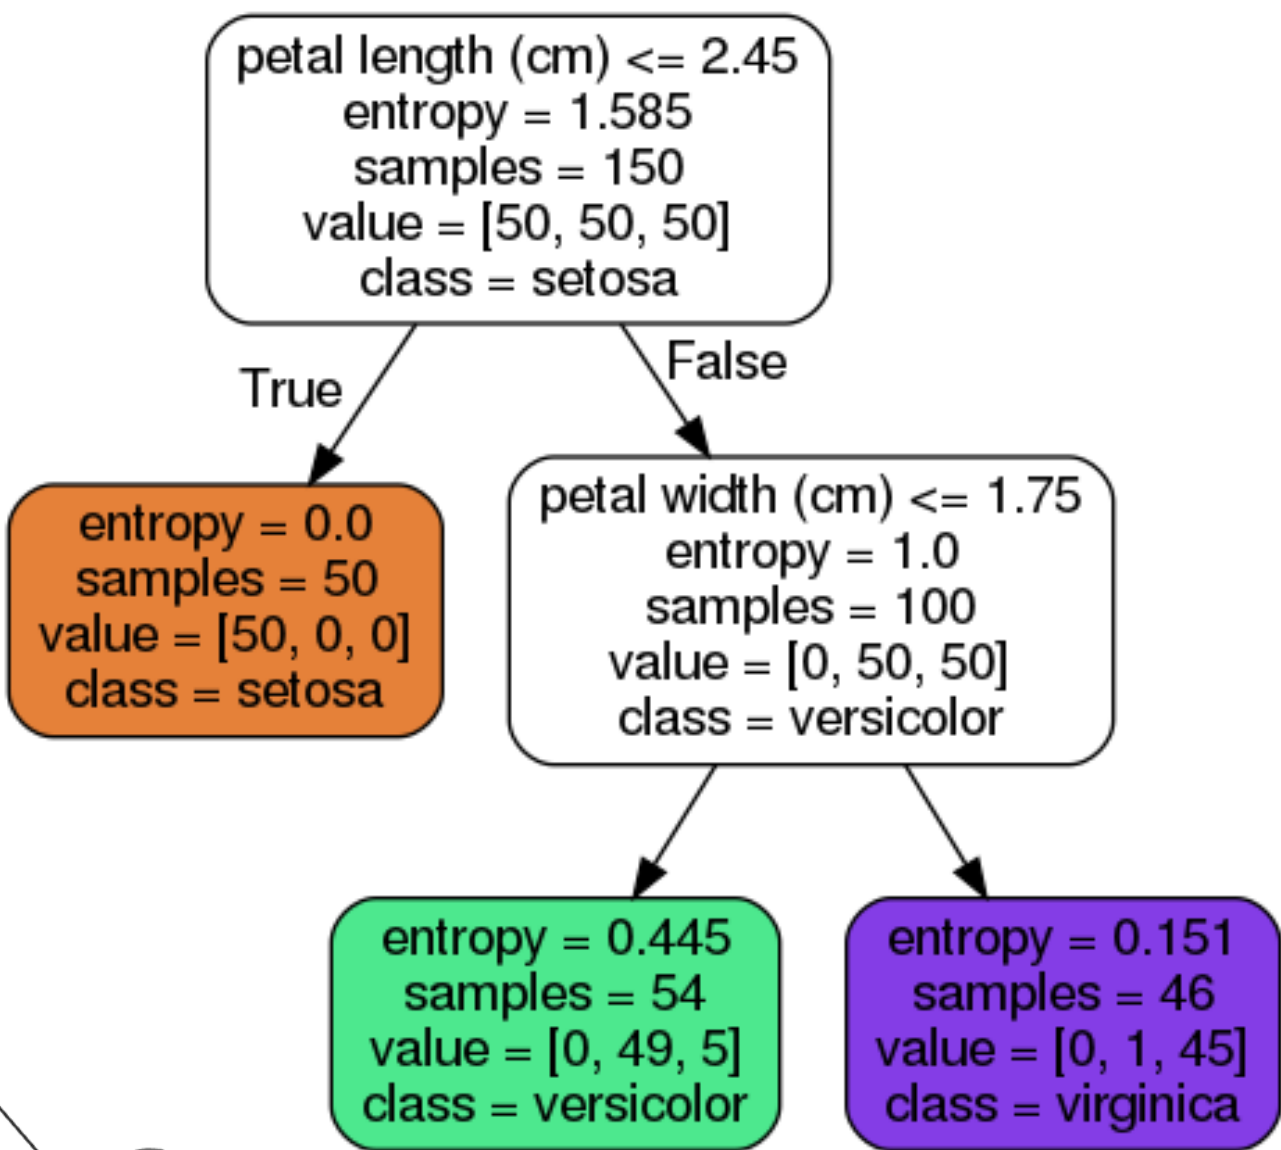 petal length (cm) <= 2.45
entropy = 1.585
samples = 150
value = [50, 50, 50]
class = setosa
True
False
entropy = 0.0
samples = 50
value = [50, 0, 0]
class = setosa
petal width (cm) <= 1.75
entropy = 1.0
samples = 100
value = [0, 50, 50]
class = versicolor
entropy = 0.445
samples = 54
value = [0, 49, 5]
class = versicolor
entropy = 0.151
samples = 46
value = [0, 1, 45]
class = virginica